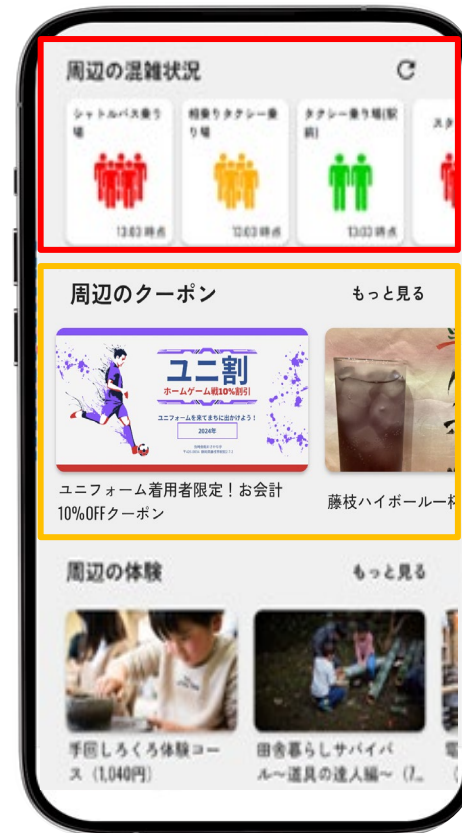 周辺の混雑状況
シャトルバス乗り
場
13:03 時点
相乗りタクシー乗
り場
13:03 時点
タクシー乗り場(駅
前)
13:03 時点
スタ
周辺のクーポン
もっと見る
ユニ割
ホームゲーム戦10%割引
ユニフォームを来てまちに出かけよう！
2024年
ユニフォーム着用者限定！お会計
10%OFFクーポン
藤枝ハイボール一杯
周辺の体験
もっと見る
手回しろくろ体験コー
ス（1,040円）
田舎暮らしサバイバ
ル～道具の達人編～（7…